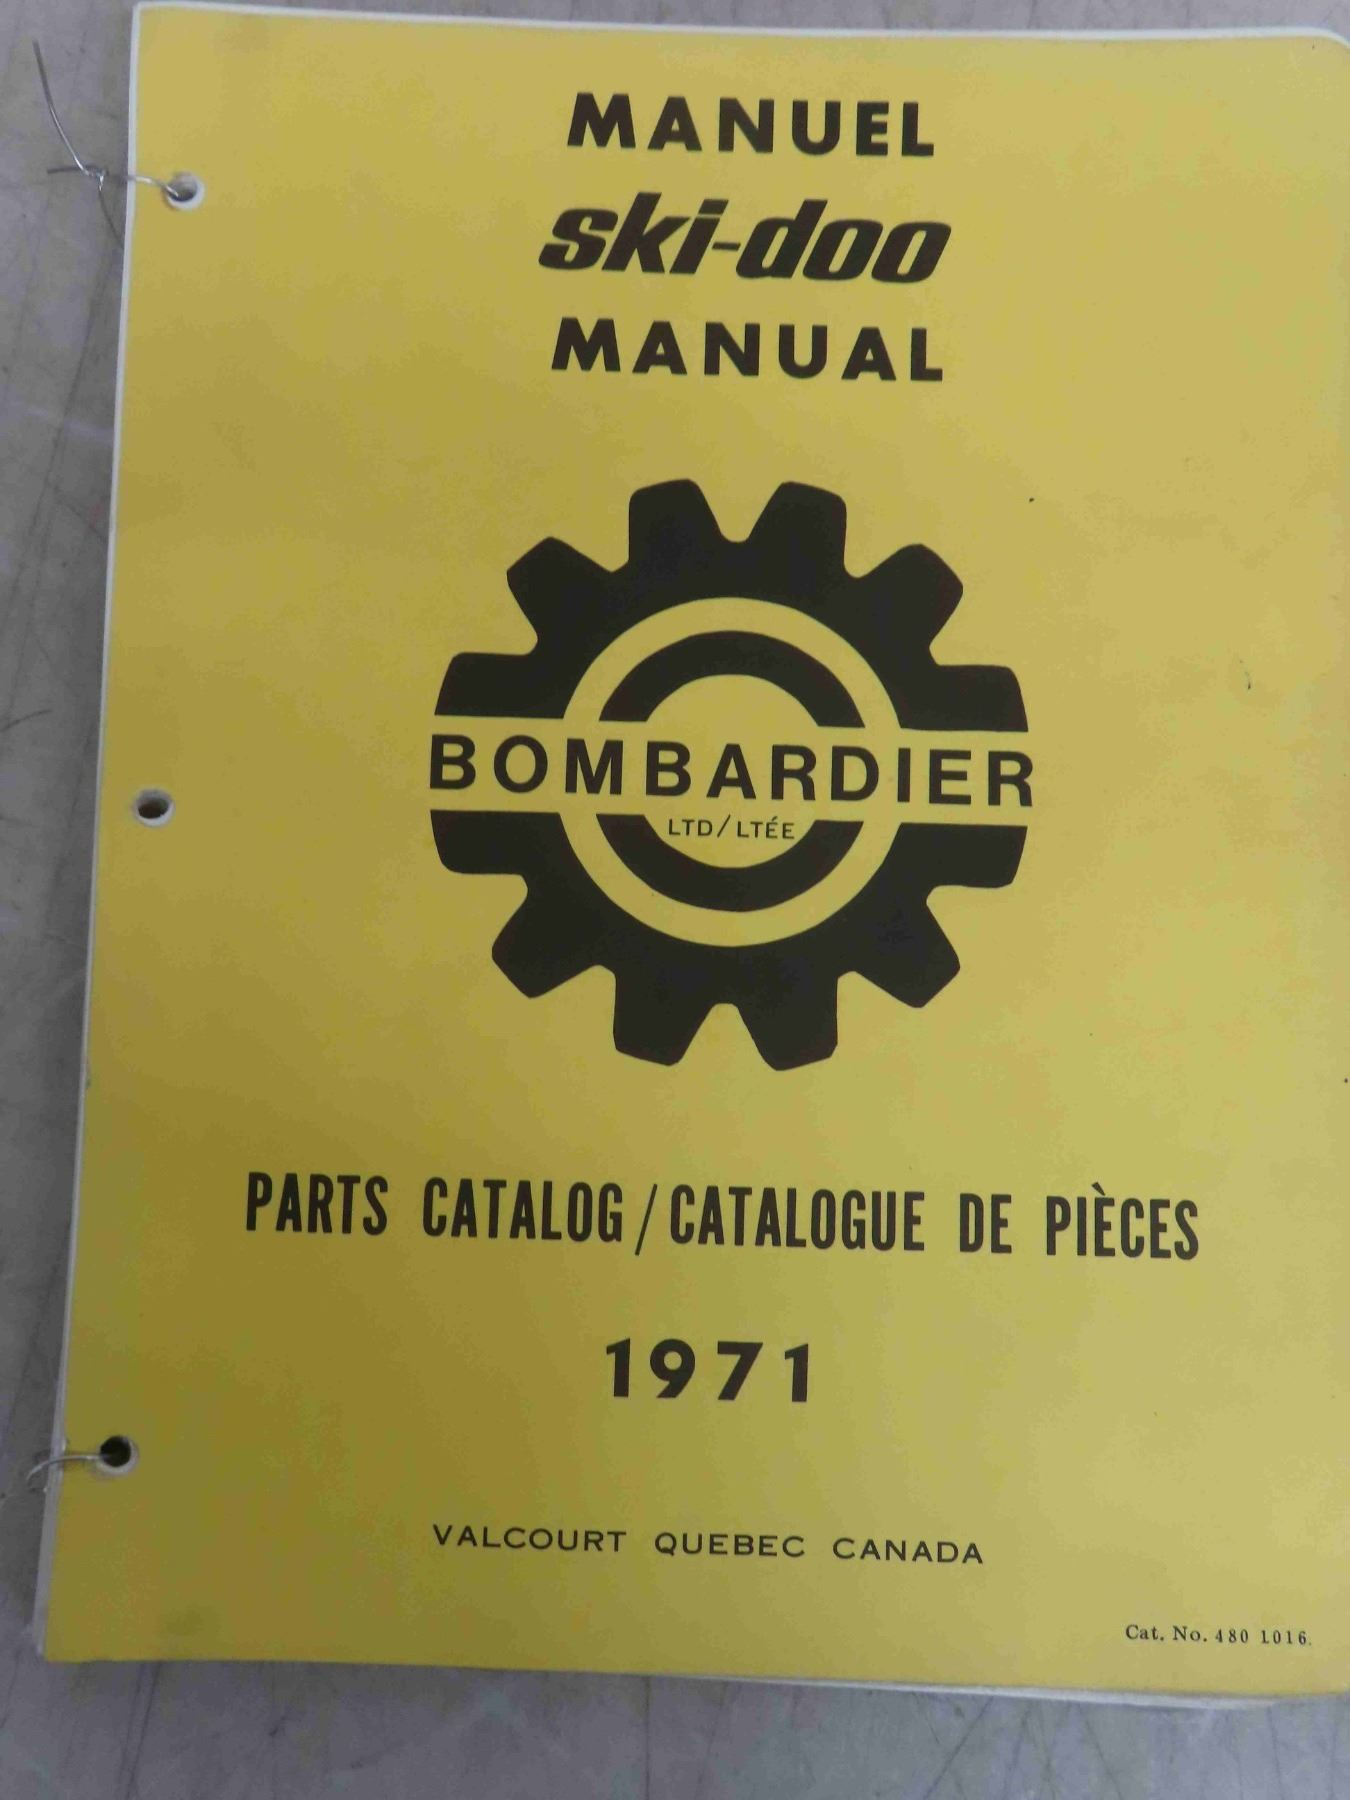 MANUEL
ski-doo
MANUAL
BOMBARDIER
LTD/LTÉE
PARTS CATALOG/CATALOGUE DE PIÈCES
1971
VALCOURT QUEBEC CANADA
Cat. No. 480 1016.